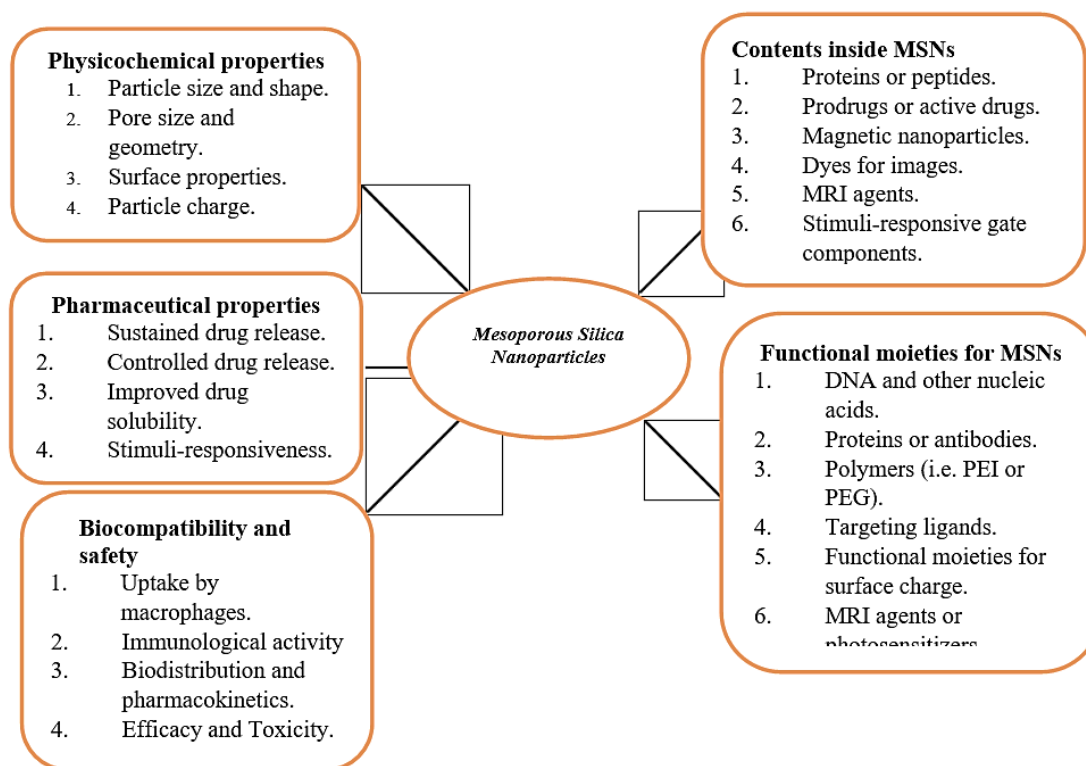 Physicochemical properties
1. Particle size and shape.
2. Pore size and
geometry.
3. Surface properties.
4. Particle charge.
Pharmaceutical properties
1. Sustained drug release.
2. Controlled drug release.
3. Improved drug
solubility.
4. Stimuli-responsiveness.
Biocompatibility and
safety
1. Uptake by
macrophages.
2. Immunological activity
3. Biodistribution and
pharmacokinetics.
4. Efficacy and Toxicity.
Mesoporous Silica
Nanoparticles
Contents inside MSNs
1. Proteins or peptides.
2. Prodrugs or active drugs.
3. Magnetic nanoparticles.
4. Dyes for images.
5. MRI agents.
6. Stimuli-responsive gate
components.
Functional moieties for MSNs
1. DNA and other nucleic
acids.
2. Proteins or antibodies.
3. Polymers (i.e. PEI or
PEG).
4. Targeting ligands.
5. Functional moieties for
surface charge.
6. MRI agents or
photosensitizers